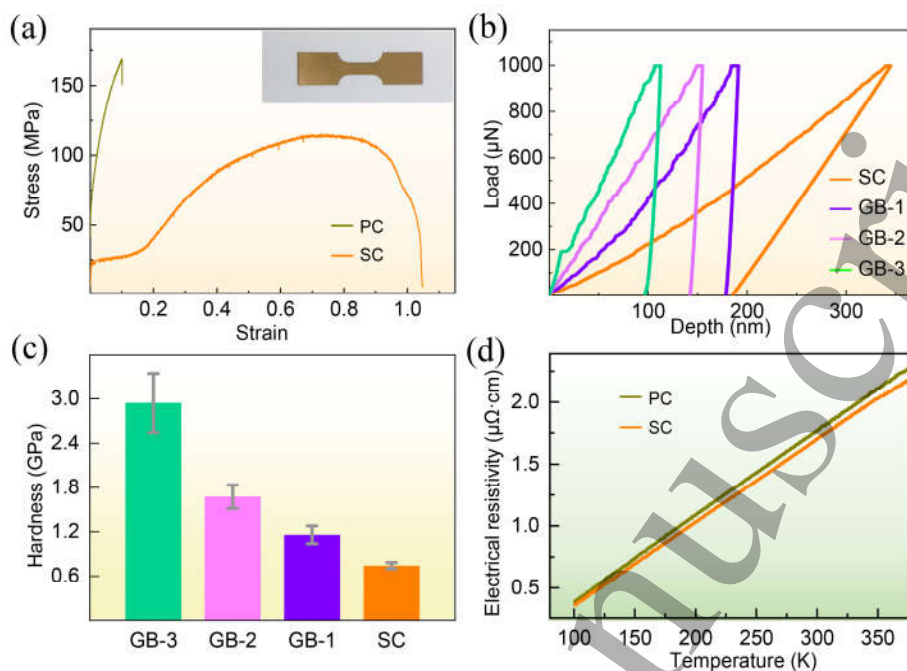 (a)
150
100
50
Stress (MPa)
PC
SC
0.2 0.4 0.6 0.8 1.0
Strain
(b)
1000
800
600
400
200
Load (μN)
SC
GB-1
GB-2
GB-3
100 200 300
Depth (nm)
(c)
3.0
2.4
1.8
1.2
0.6
Hardness (GPa)
GB-3 GB-2 GB-1 SC
(d)
2.0
1.5
1.0
0.5
Electrical resistivity (μΩ·cm)
PC
SC
100 150 200 250 300 350
Temperature (K)
nuscri